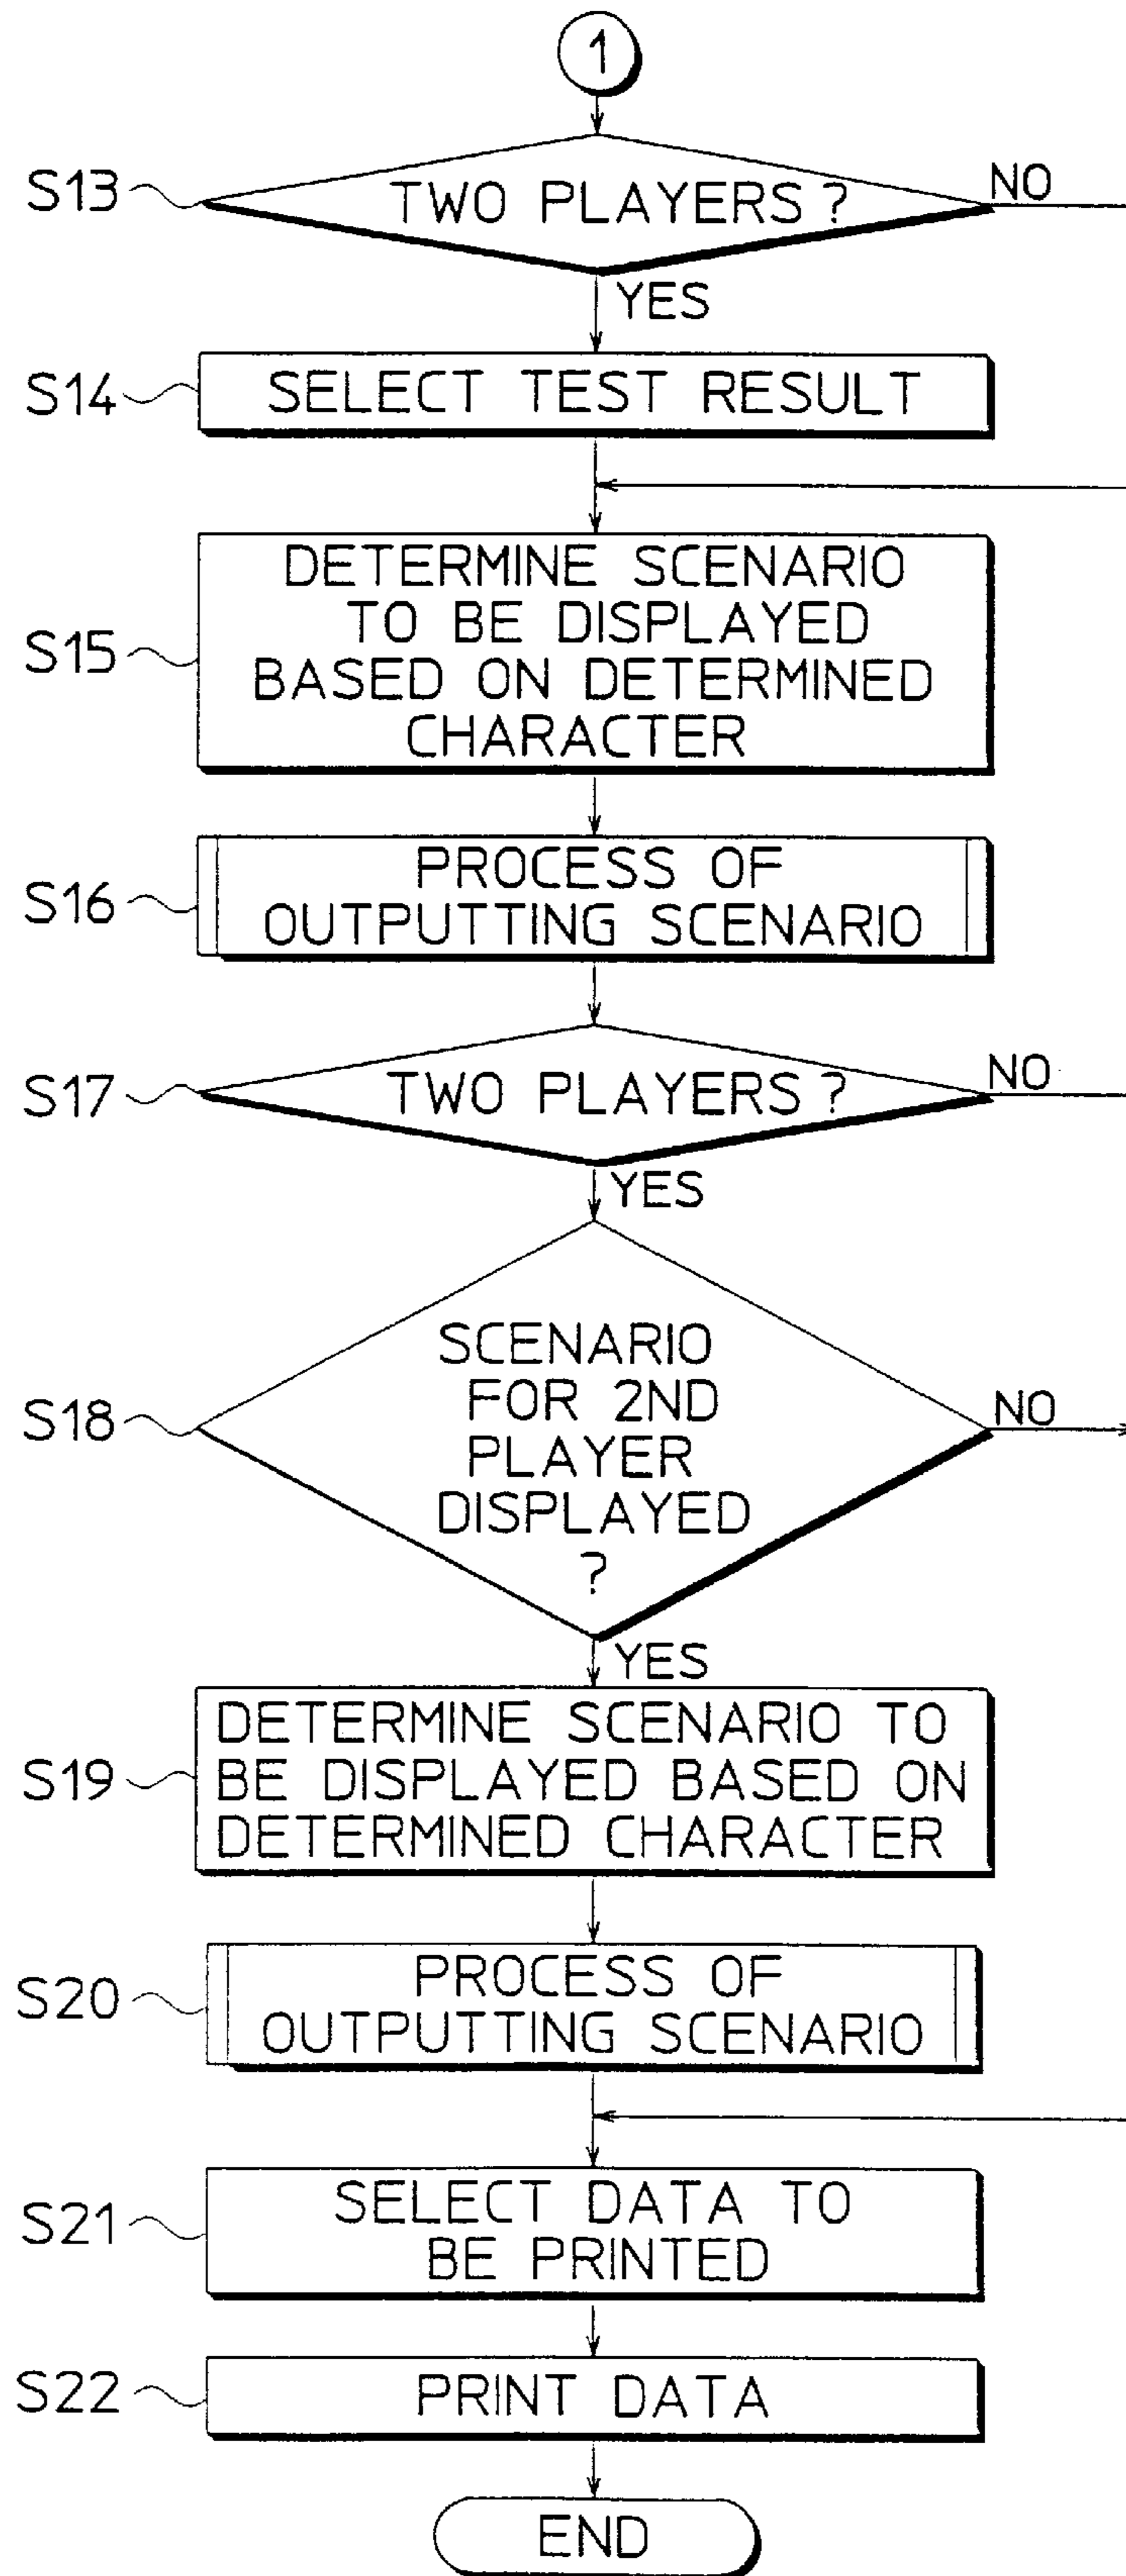 1
S13
TWO PLAYERS ?
NO
YES
S14
SELECT TEST RESULT
S15
DETERMINE SCENARIO
TO BE DISPLAYED
BASED ON DETERMINED
CHARACTER
S16
PROCESS OF
OUTPUTTING SCENARIO
S17
TWO PLAYERS ?
NO
YES
S18
SCENARIO
FOR 2ND
PLAYER
DISPLAYED
?
NO
YES
S19
DETERMINE SCENARIO TO
BE DISPLAYED BASED ON
DETERMINED CHARACTER
S20
PROCESS OF
OUTPUTTING SCENARIO
S21
SELECT DATA TO
BE PRINTED
S22
PRINT DATA
END